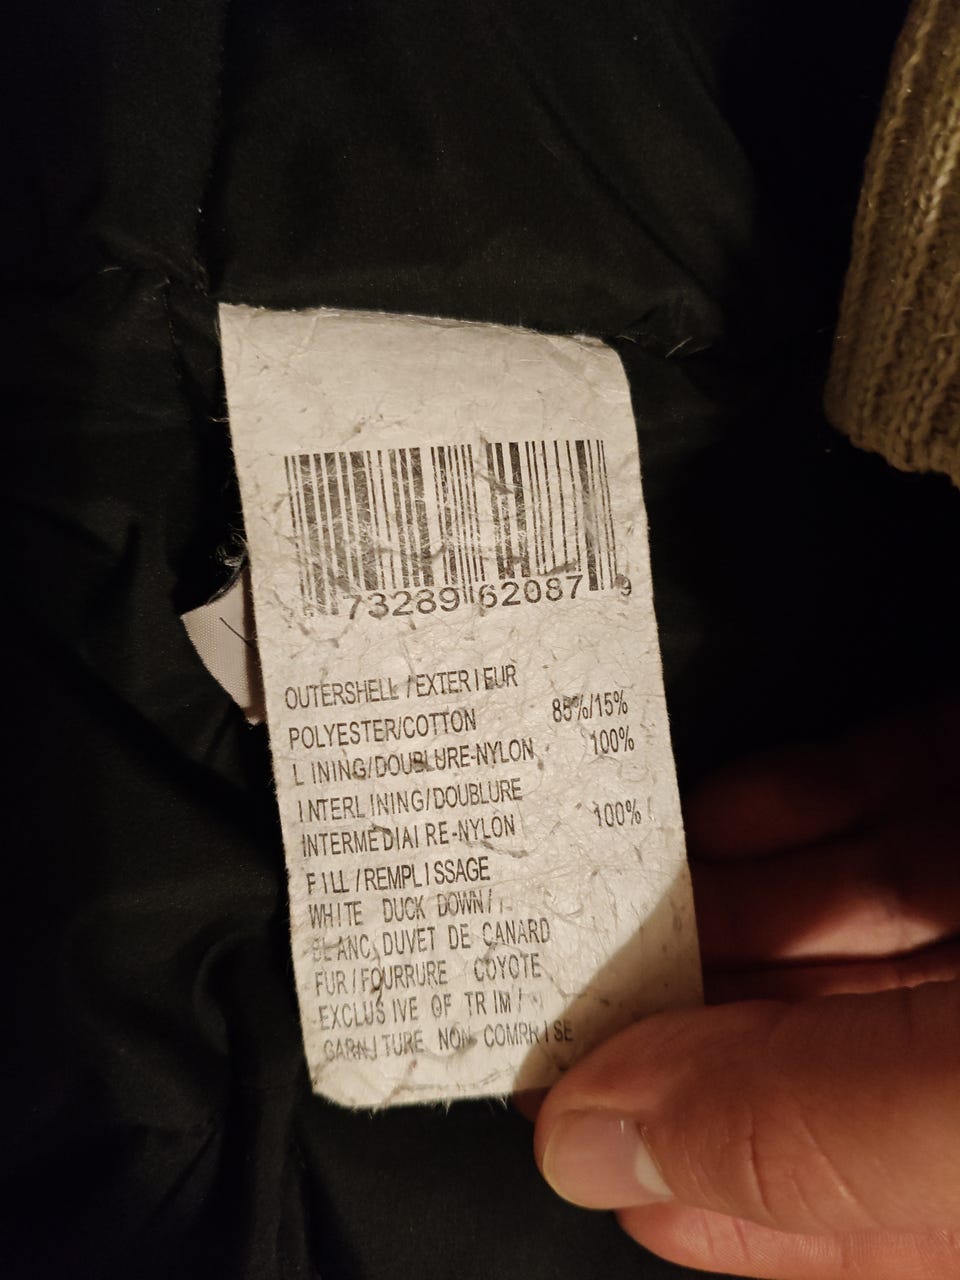 73289 62087 9
OUTERSHELL/EXTERIEUR
POLYESTER/COTTON 85%/15%
LINING/DOUBLURE-NYLON 100%
INTERLINING/DOUBLURE
INTERMEDIAIRE-NYLON 100%
FILL/REMPLISSAGE
WHITE DUCK DOWN/
BLANC DUVET DE CANARD
FUR/FOURRURE COYOTE
EXCLUSIVE OF TRIM/
GARNITURE NON COMPRISE